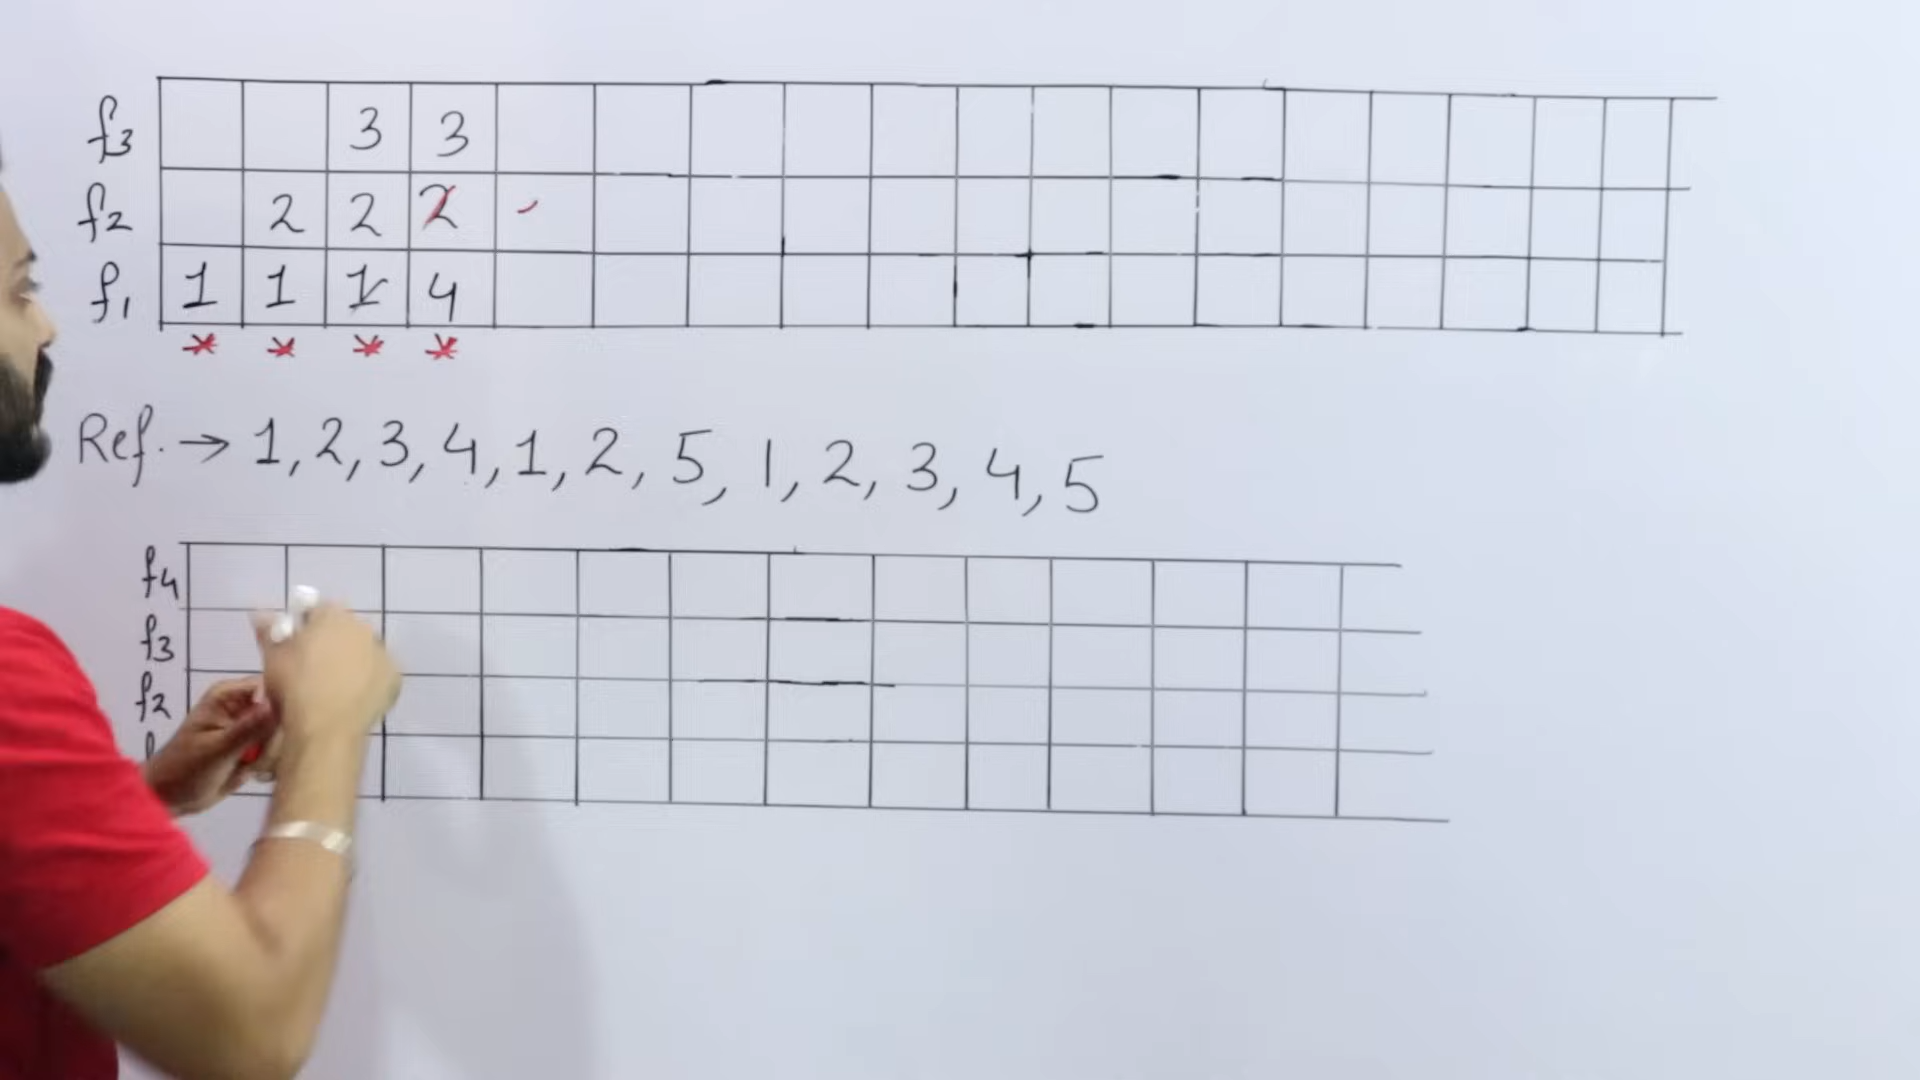 f3 3 3
f2 2 2 2
f1 1 1 1 4
* * * *
Ref. → 1, 2, 3, 4, 1, 2, 5, 1, 2, 3, 4, 5
f4
f3
f2